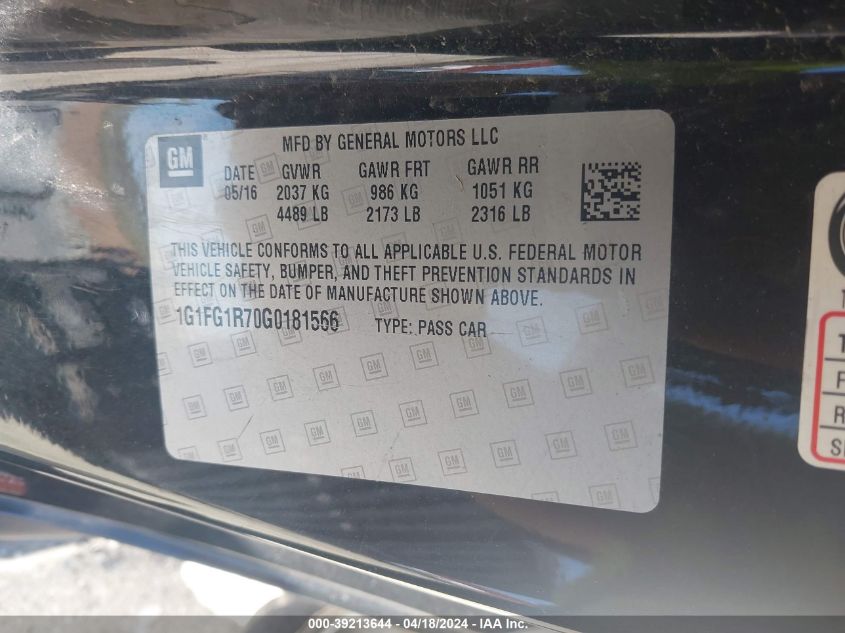 GM
MFD BY GENERAL MOTORS LLC
DATE GVWR GAWR FRT GAWR RR
05/16 2037 KG 986 KG 1051 KG
4489 LB 2173 LB 2316 LB
THIS VEHICLE CONFORMS TO ALL APPLICABLE U.S. FEDERAL MOTOR
VEHICLE SAFETY, BUMPER, AND THEFT PREVENTION STANDARDS IN
EFFECT ON THE DATE OF MANUFACTURE SHOWN ABOVE.
1G1FG1R70G0181566 TYPE: PASS CAR
000-39213644 - 04/18/2024 - IAAI.COM